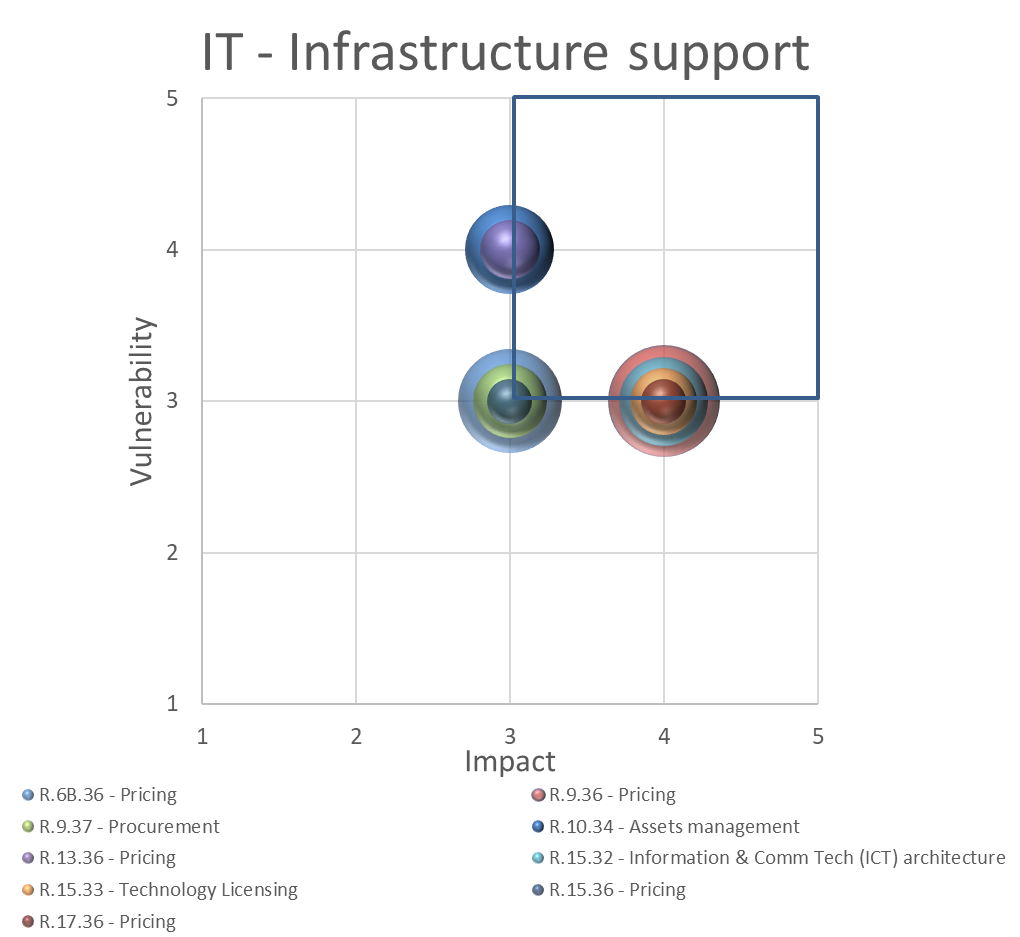 IT - Infrastructure support
5
4
3
2
1
Vulnerability
1 2 3 4 5
Impact
R.6B.36 - Pricing
R.9.36 - Pricing
R.9.37 - Procurement
R.10.34 - Assets management
R.13.36 - Pricing
R.15.32 - Information & Comm Tech (ICT) architecture
R.15.33 - Technology Licensing
R.15.36 - Pricing
R.17.36 - Pricing